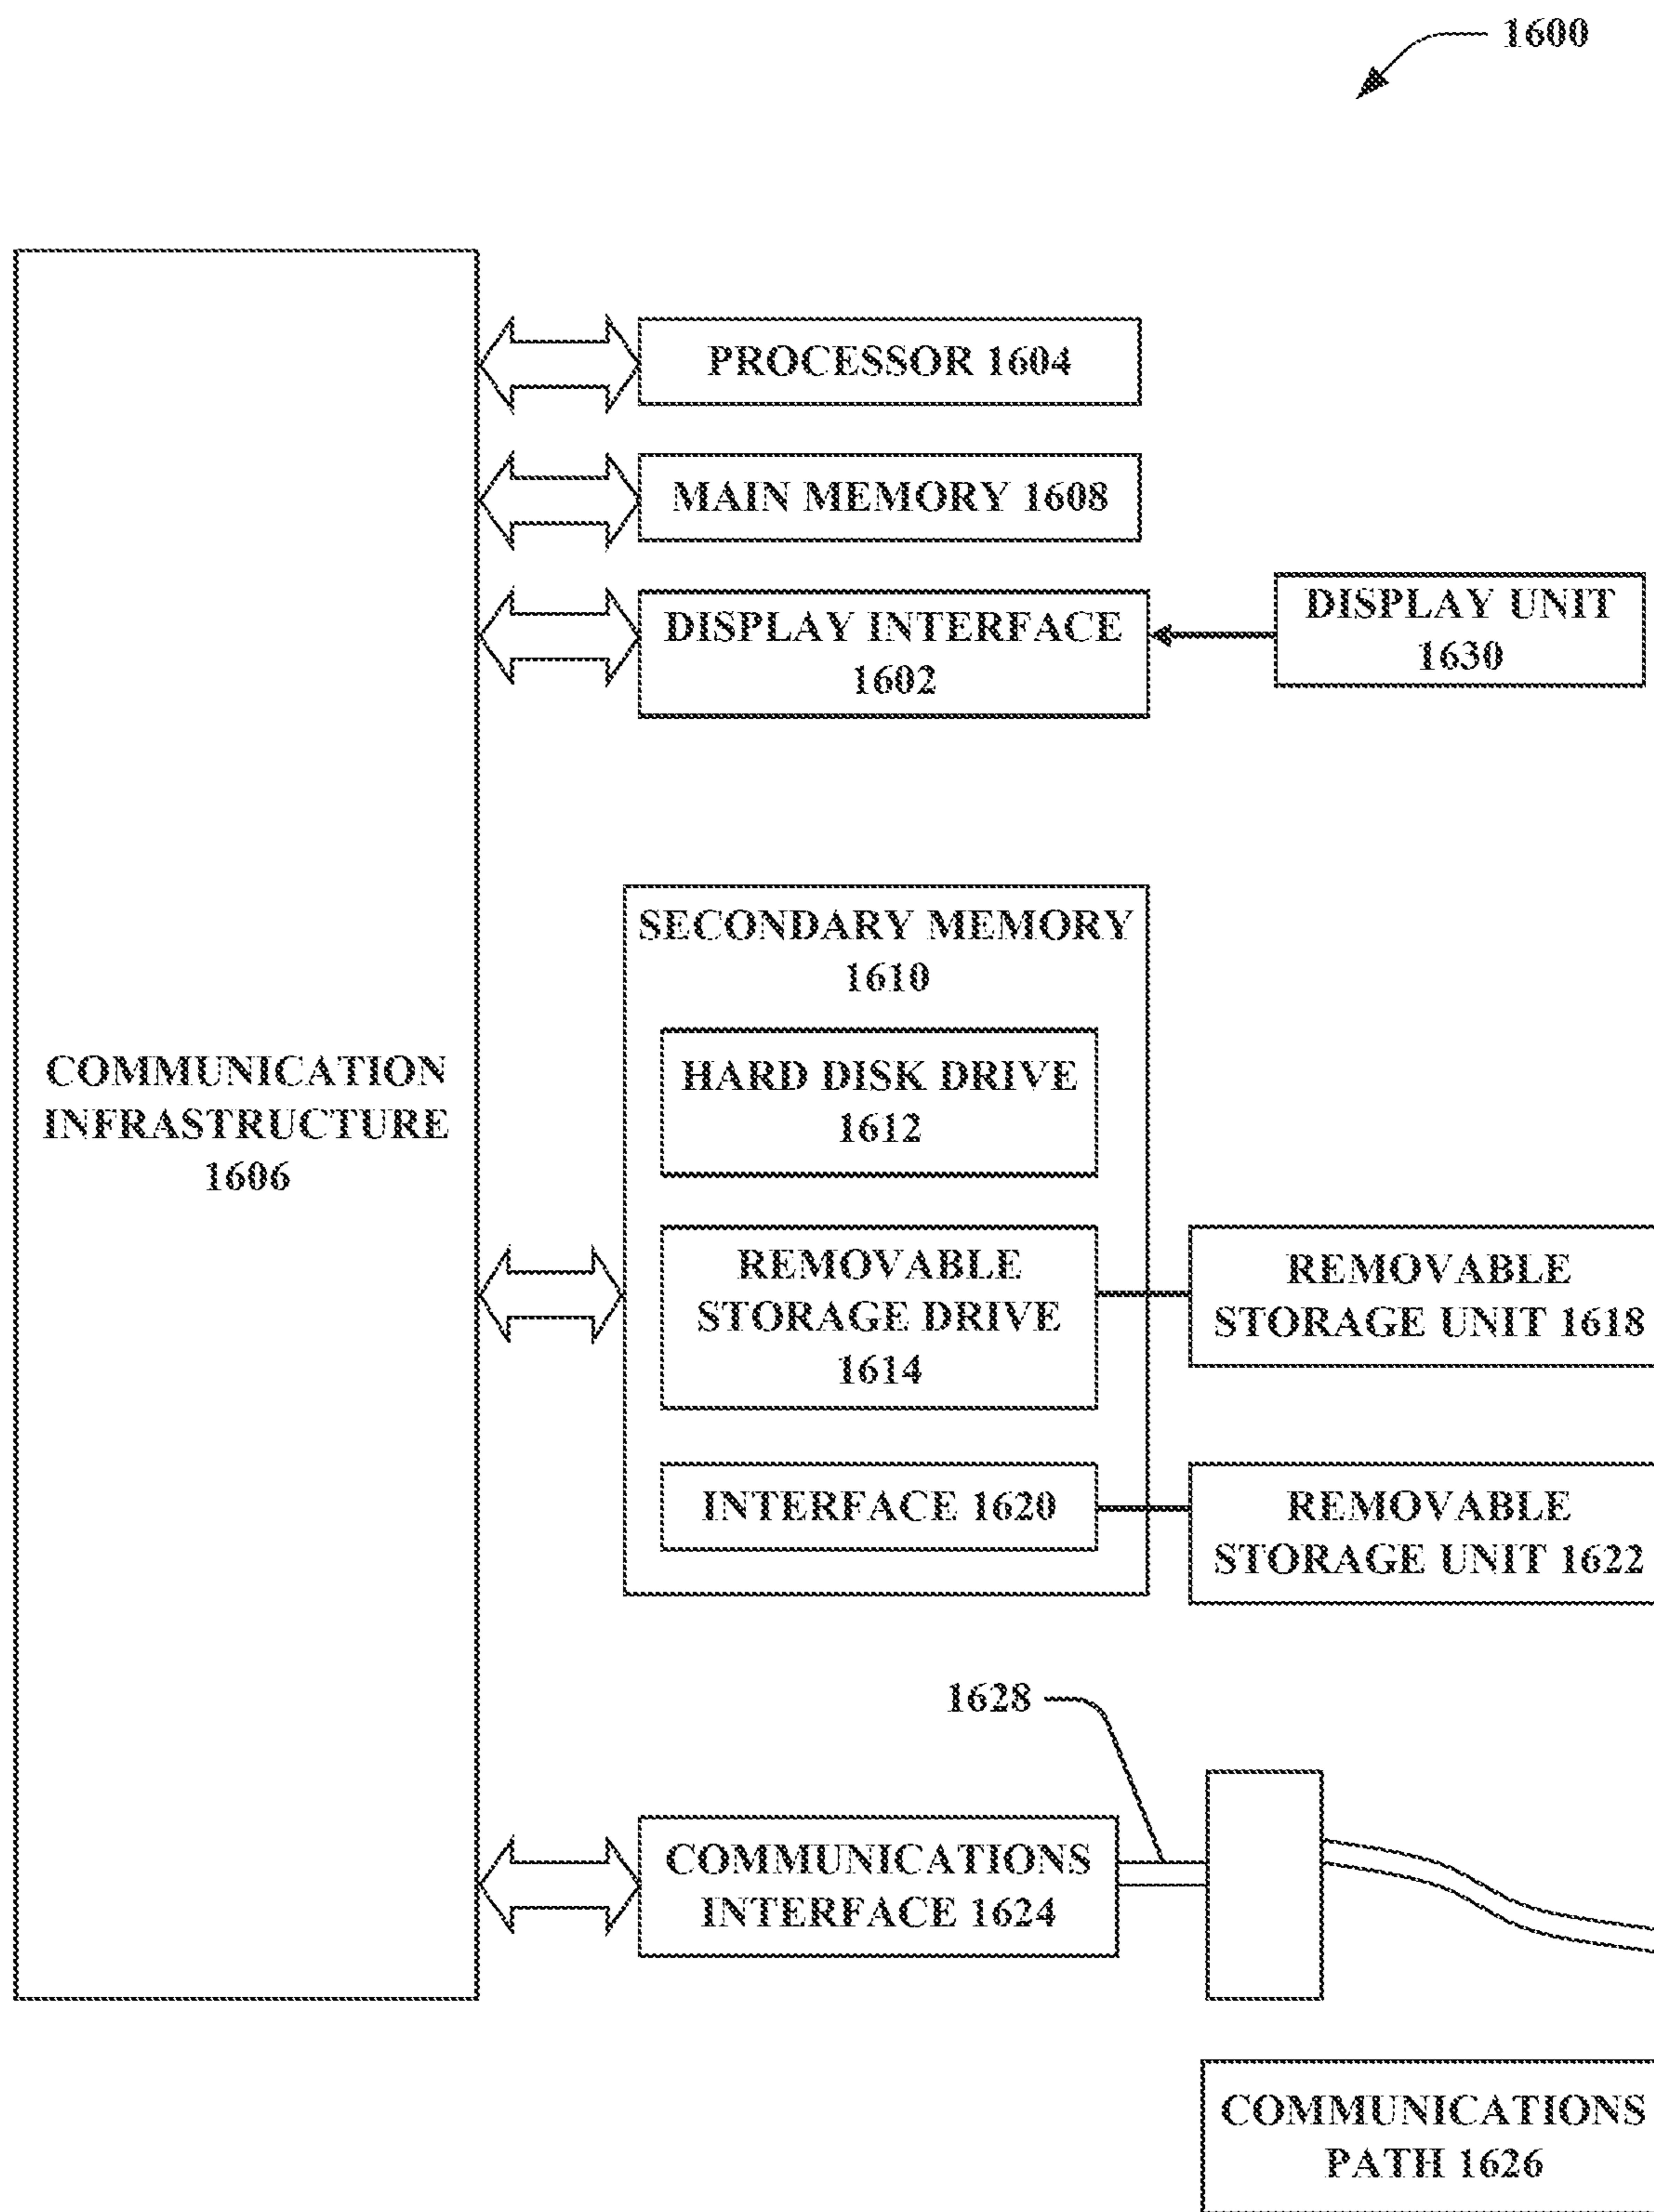 1600
PROCESSOR 1604
MAIN MEMORY 1608
DISPLAY INTERFACE
1602
DISPLAY UNIT
1630
SECONDARY MEMORY
1610
HARD DISK DRIVE
1612
COMMUNICATION
INFRASTRUCTURE
1606
REMOVABLE
STORAGE DRIVE
1614
REMOVABLE
STORAGE UNIT 1618
INTERFACE 1620
REMOVABLE
STORAGE UNIT 1622
1628
COMMUNICATIONS
INTERFACE 1624
COMMUNICATIONS
PATH 1626